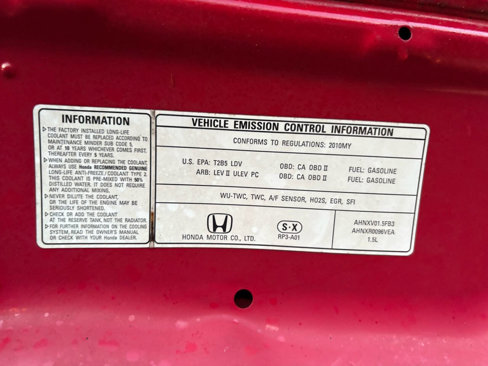 INFORMATION
▷THE FACTORY INSTALLED LONG-LIFE
COOLANT MUST BE REPLACED ACCORDING TO
MAINTENANCE MINDER SUB CODE 5,
OR AT 10 YEARS WHICHEVER COMES FIRST.
THEREAFTER EVERY 5 YEARS.
▷WHEN ADDING OR REPLACING THE COOLANT,
ALWAYS USE Honda RECOMMENDED GENUINE
LONG-LIFE ANTI-FREEZE/COOLANT TYPE 2.
THIS COOLANT IS PRE-MIXED WITH 50%
DISTILLED WATER. IT DOES NOT REQUIRE
ANY ADDITIONAL MIXING.
▷NEVER DILUTE THE COOLANT,
OR THE LIFE OF THE ENGINE MAY BE
SERIOUSLY SHORTENED.
▷CHECK OR ADD THE COOLANT
AT THE RESERVE TANK, NOT THE RADIATOR.
▷FOR FURTHER INFORMATION ON THE COOLING
SYSTEM, READ THE OWNER'S MANUAL
OR CHECK WITH YOUR Honda DEALER.
VEHICLE EMISSION CONTROL INFORMATION
CONFORMS TO REGULATIONS: 2010MY
U.S. EPA: T2B5 LDV OBD: CA OBD II FUEL: GASOLINE
ARB: LEV II ULEV PC OBD: CA OBD II FUEL: GASOLINE
WU-TWC, TWC, A/F SENSOR, HO2S, EGR, SFI
HONDA MOTOR CO., LTD.
S·X
RP3-A01
AHNXV01.5FB3
AHNXR0096VEA
1.5L